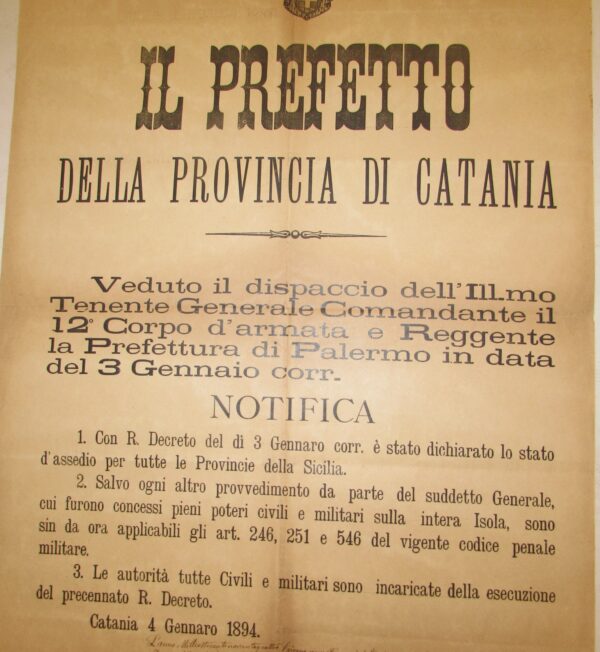 IL PREFETTO
DELLA PROVINCIA DI CATANIA
Veduto il dispaccio dell'Ill.mo
Tenente Generale Comandante il
12° Corpo d'armata e Reggente
la Prefettura di Palermo in data
del 3 Gennaio corr.
NOTIFICA
1. Con R. Decreto del di 3 Gennaro corr. è stato dichiarato lo stato
d'assedio per tutte le Provincie della Sicilia.
2. Salvo ogni altro provvedimento da parte del suddetto Generale,
cui furono concessi pieni poteri civili e militari sulla intera Isola, sono
sin da ora applicabili gli art. 246, 251 e 546 del vigente codice penale
militare.
3. Le autorità tutte Civili e militari sono incaricate della esecuzione
del precennato R. Decreto.
Catania 4 Gennaro 1894.